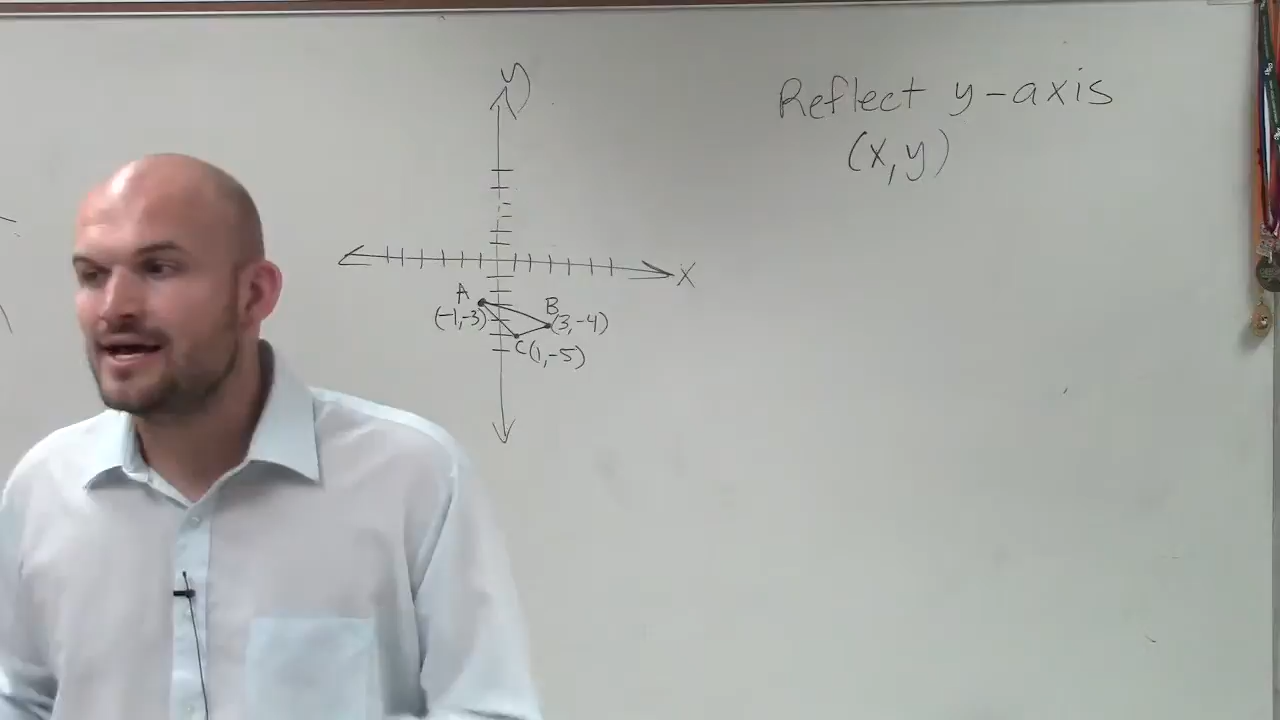 y
Reflect y-axis
(x,y)
x
A
B
(-1,-3)
(3,-4)
C(1,-5)